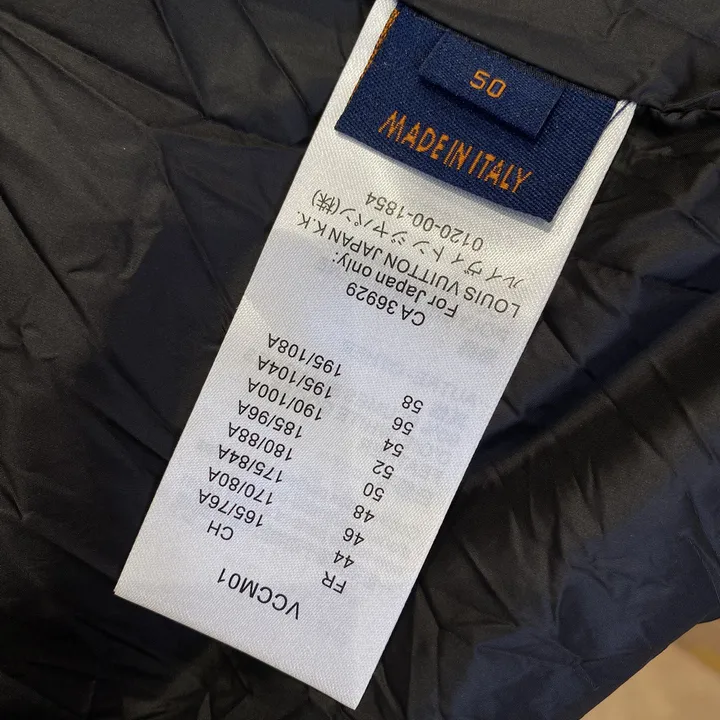 50
MADE IN ITALY
VCCM01
FR CH
44 165/76A
46 170/80A
48 175/84A
50 180/88A
52 185/96A
54 190/100A
56 195/104A
58 195/108A
CA 36929
For Japan only:
LOUIS VUITTON JAPAN K.K.
ルイヴィトンジャパン(株)
0120-00-1854